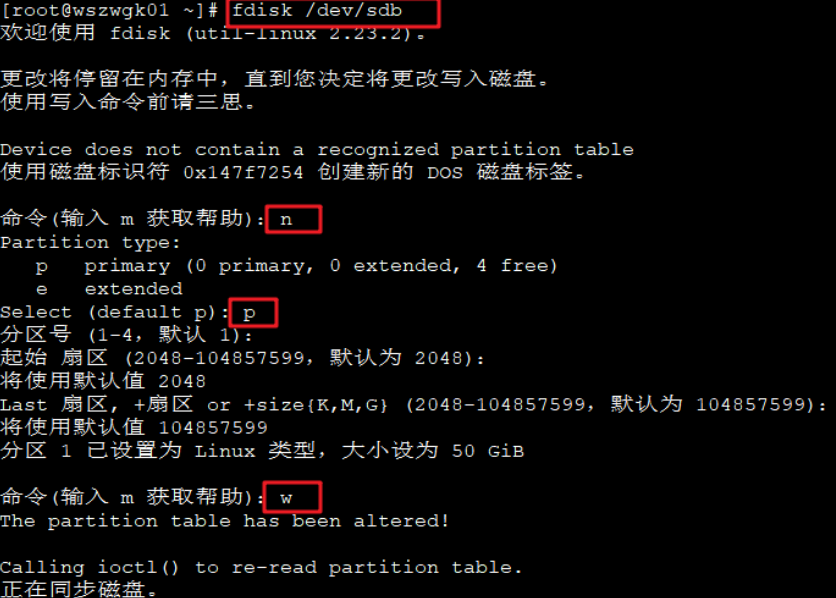 [root@wszwgk01 ~]# fdisk /dev/sdb
欢迎使用 fdisk (util-linux 2.23.2)。
更改将停留在内存中，直到您决定将更改写入磁盘。
使用写入命令前请三思。
Device does not contain a recognized partition table
使用磁盘标识符 0x147f7254 创建新的 DOS 磁盘标签。
命令(输入 m 获取帮助)：n
Partition type:
   p   primary (0 primary, 0 extended, 4 free)
   e   extended
Select (default p): p
分区号 (1-4，默认 1)：
起始 扇区 (2048-104857599，默认为 2048)：
将使用默认值 2048
Last 扇区, +扇区 or +size{K,M,G} (2048-104857599，默认为 104857599)：
将使用默认值 104857599
分区 1 已设置为 Linux 类型，大小设为 50 GiB
命令(输入 m 获取帮助)：w
The partition table has been altered!
Calling ioctl() to re-read partition table.
正在同步磁盘。